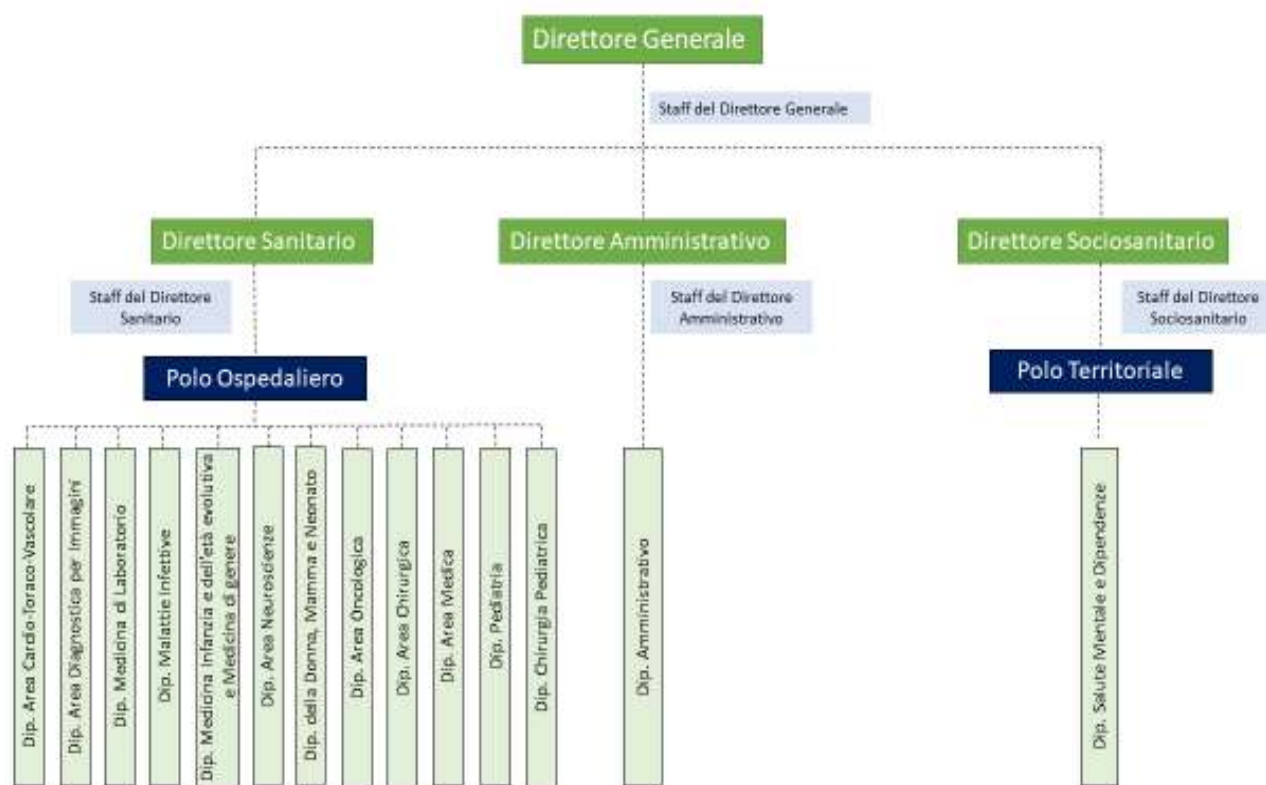 Direttore Generale
Staff del Direttore Generale
Direttore Sanitario
Direttore Amministrativo
Direttore Sociosanitario
Staff del Direttore
Sanitario
Staff del Direttore
Amministrativo
Staff del Direttore
Sociosanitario
Polo Ospedaliero
Polo Territoriale
Dip. Area Cardio-Toraco-Vascolare
Dip. Area Diagnostica per Immagini
Dip. Medicina di Laboratorio
Dip. Malattie Infettive
Dip. Medicina Infanzia e dell'età evolutiva
e Medicina di genere
Dip. Area Neuroscienze
Dip. della Donna, Mamma e Neonato
Dip. Area Oncologica
Dip. Area Chirurgica
Dip. Area Medica
Dip. Pediatria
Dip. Chirurgia Pediatrica
Dip. Amministrativo
Dip. Salute Mentale e Dipendenze